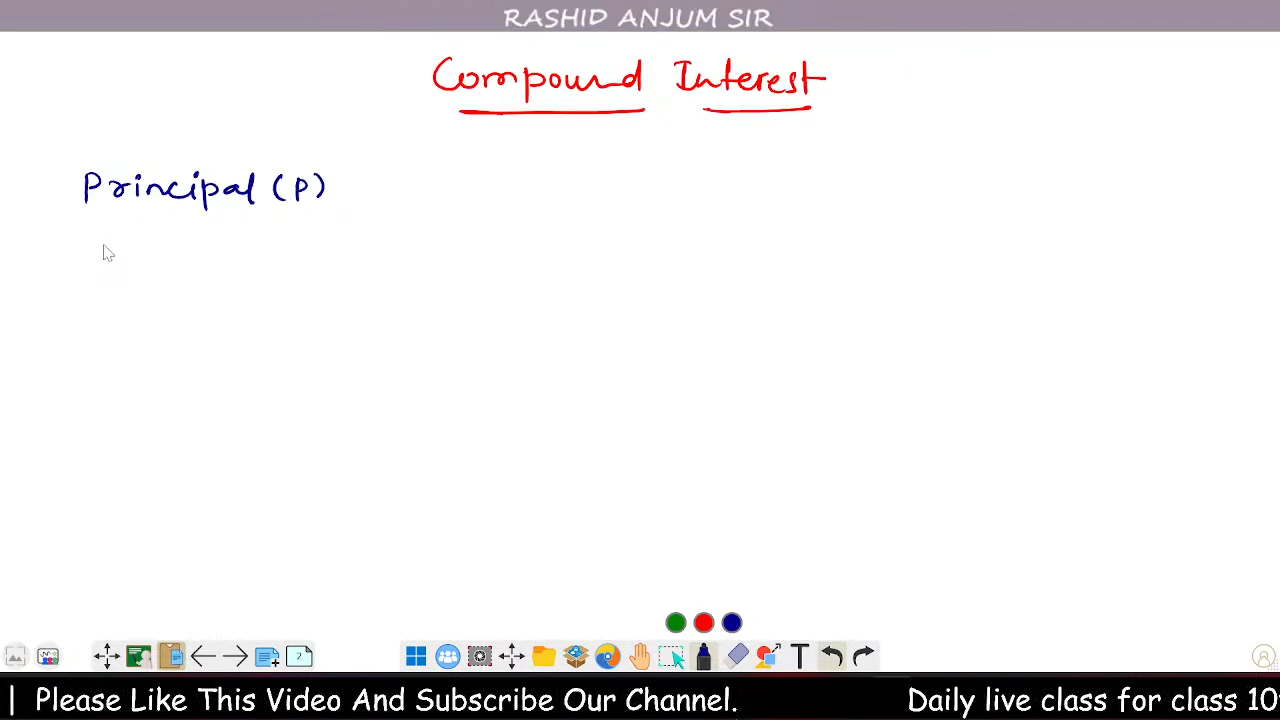 RASHID ANJUM SIR
Compound Interest
Principal (P)
| Please Like This Video And Subscribe Our Channel. Daily live class for class 10